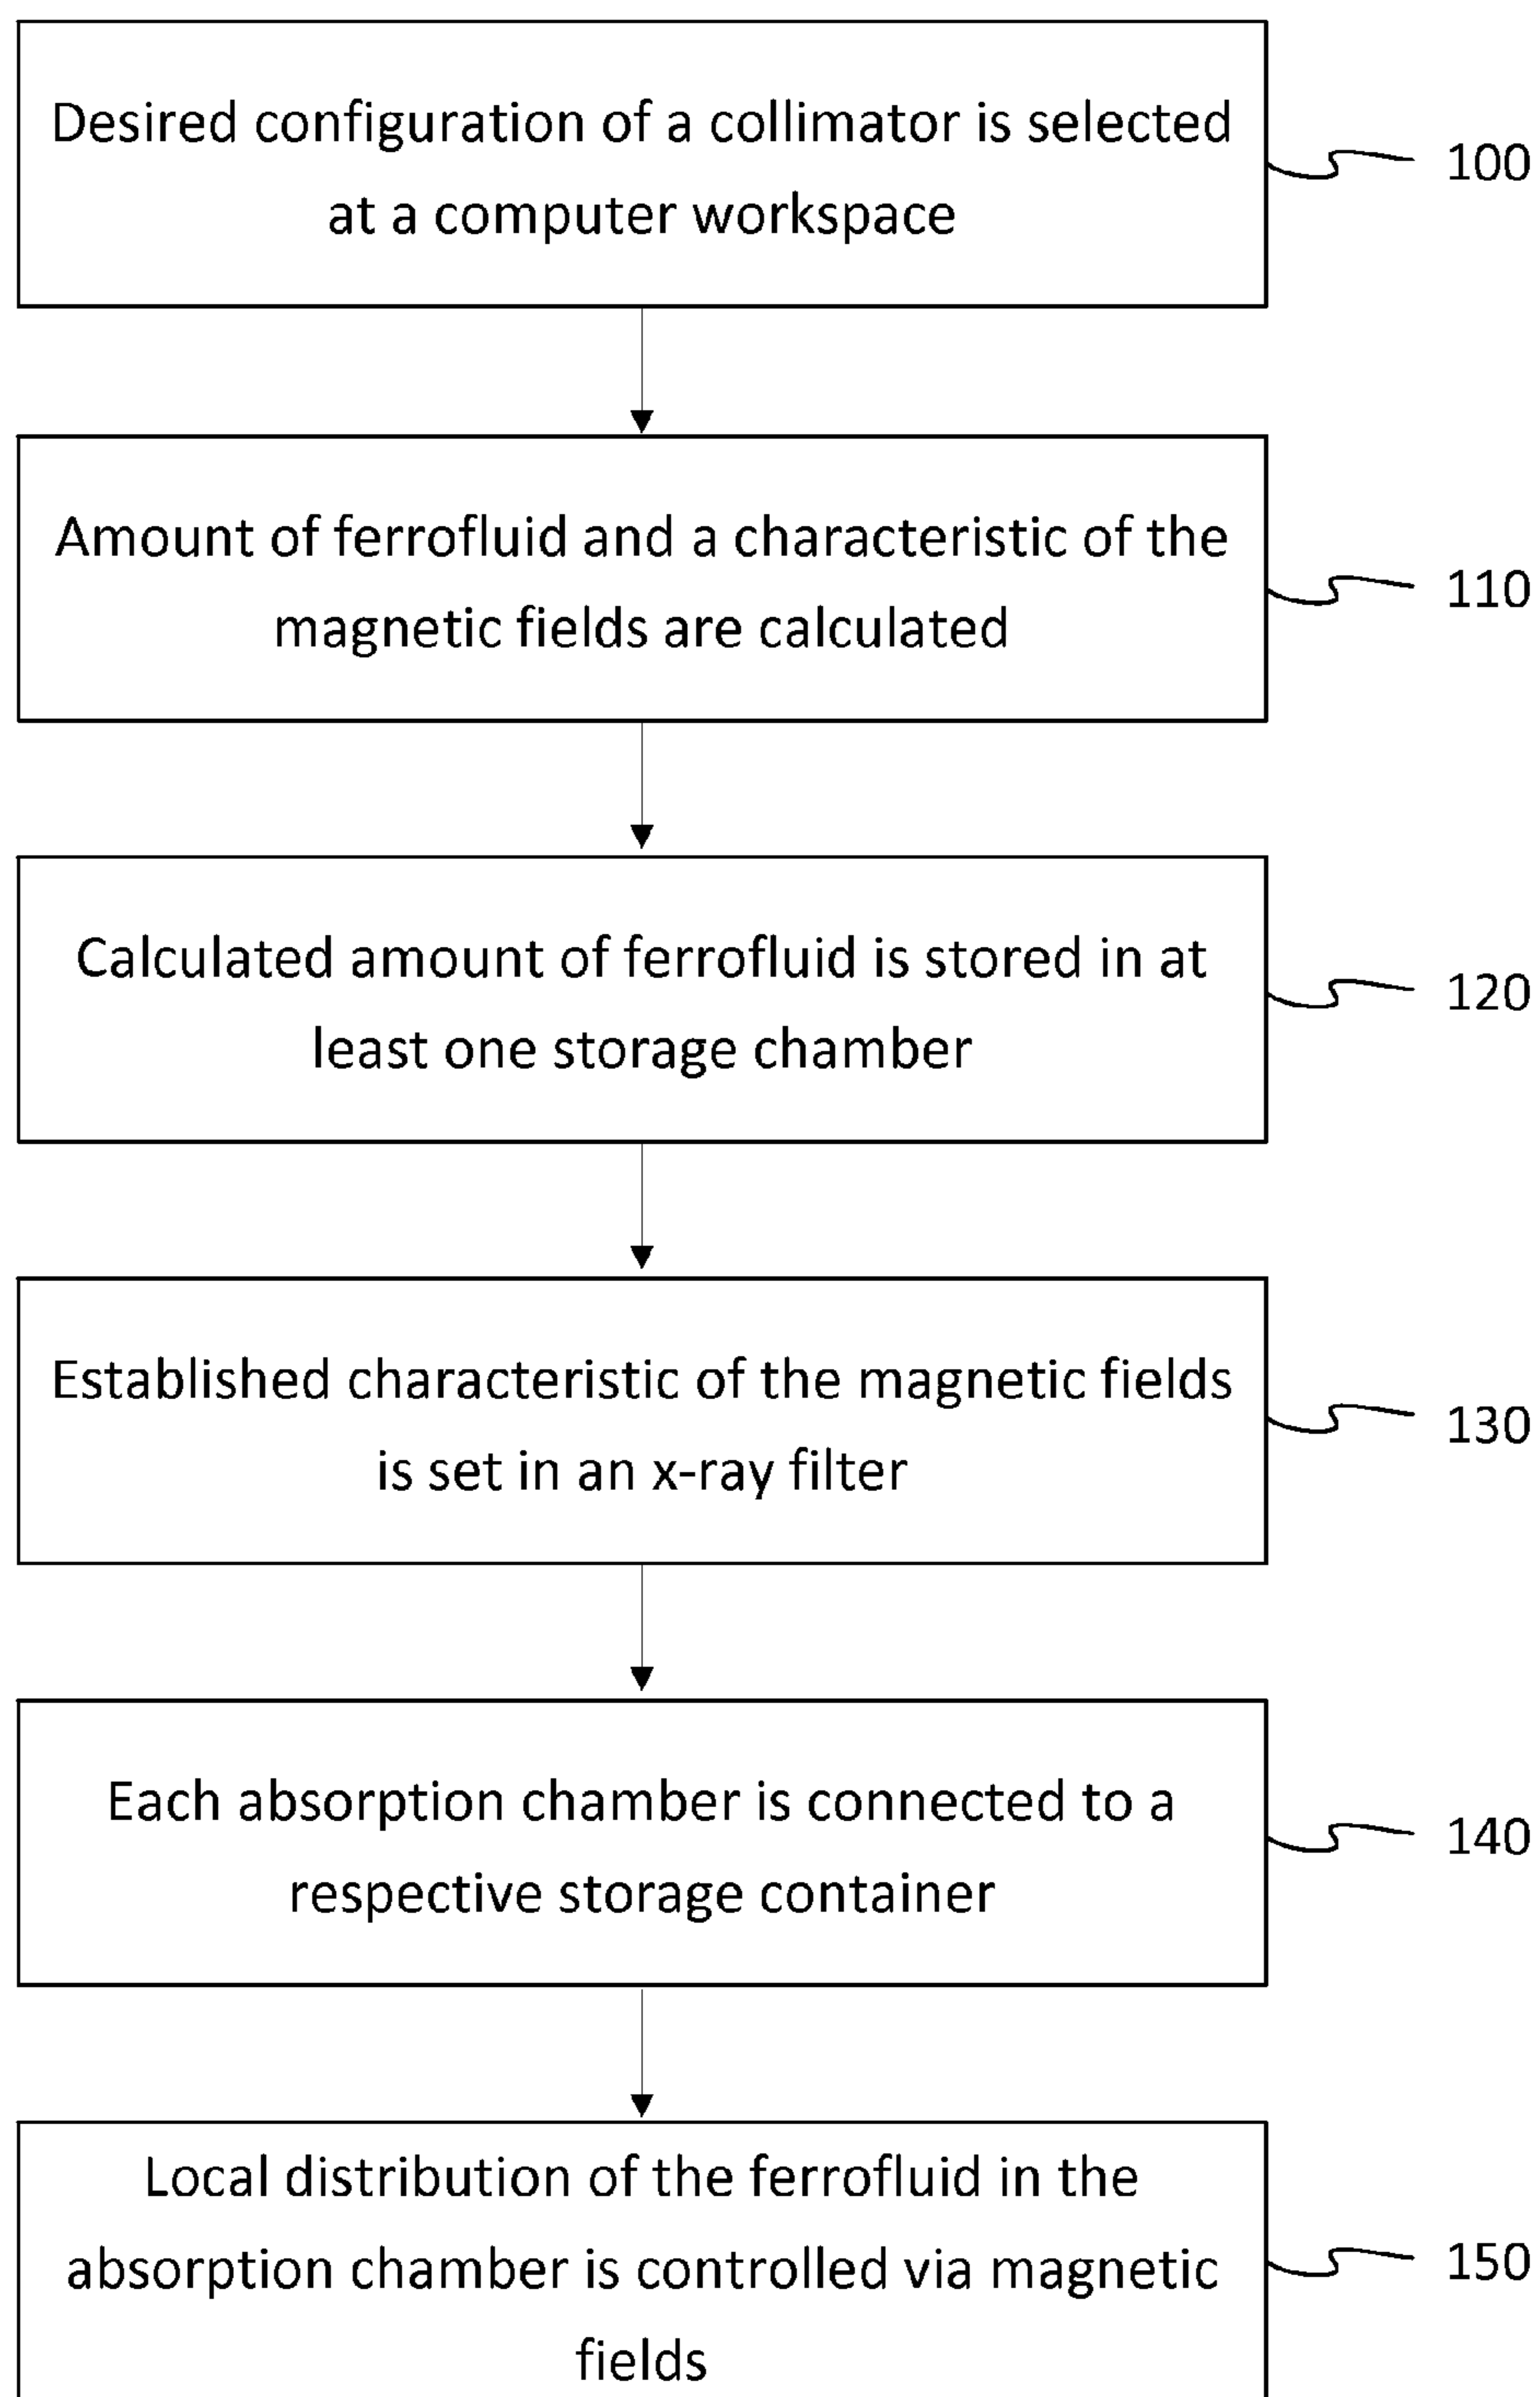 Desired configuration of a collimator is selected
at a computer workspace
100
Amount of ferrofluid and a characteristic of the
magnetic fields are calculated
110
Calculated amount of ferrofluid is stored in at
least one storage chamber
120
Established characteristic of the magnetic fields
is set in an x-ray filter
130
Each absorption chamber is connected to a
respective storage container
140
Local distribution of the ferrofluid in the
absorption chamber is controlled via magnetic
fields
150